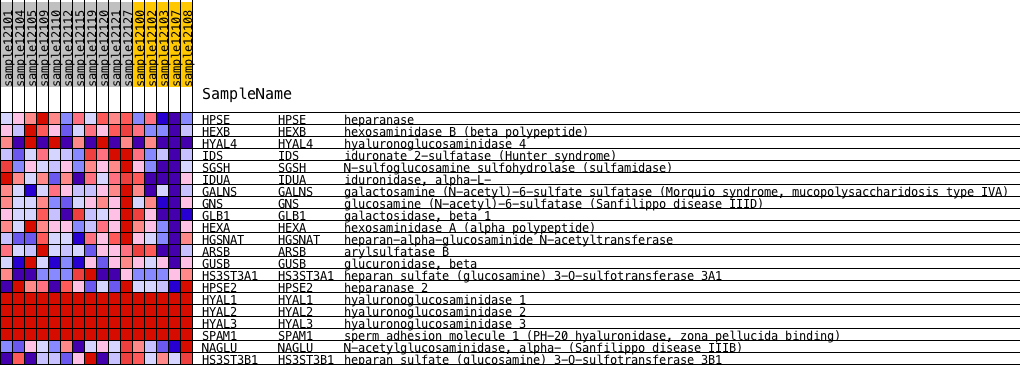 sample12101
sample12104
sample12105
sample12109
sample12110
sample12112
sample12115
sample12119
sample12120
sample12121
sample12127
sample12100
sample12102
sample12103
sample12107
sample12108
SampleName
HPSE HPSE heparanase
HEXB HEXB hexosaminidase B (beta polypeptide)
HYAL4 HYAL4 hyaluronoglucosaminidase 4
IDS IDS iduronate 2-sulfatase (Hunter syndrome)
SGSH SGSH N-sulfoglucosamine sulfohydrolase (sulfamidase)
IDUA IDUA iduronidase, alpha-L-
GALNS GALNS galactosamine (N-acetyl)-6-sulfate sulfatase (Morquio syndrome, mucopolysaccharidosis type IVA)
GNS GNS glucosamine (N-acetyl)-6-sulfatase (Sanfilippo disease IIID)
GLB1 GLB1 galactosidase, beta 1
HEXA HEXA hexosaminidase A (alpha polypeptide)
HGSNAT HGSNAT heparan-alpha-glucosaminide N-acetyltransferase
ARSB ARSB arylsulfatase B
GUSB GUSB glucuronidase, beta
HS3ST3A1 HS3ST3A1 heparan sulfate (glucosamine) 3-O-sulfotransferase 3A1
HPSE2 HPSE2 heparanase 2
HYAL1 HYAL1 hyaluronoglucosaminidase 1
HYAL2 HYAL2 hyaluronoglucosaminidase 2
HYAL3 HYAL3 hyaluronoglucosaminidase 3
SPAM1 SPAM1 sperm adhesion molecule 1 (PH-20 hyaluronidase, zona pellucida binding)
NAGLU NAGLU N-acetylglucosaminidase, alpha- (Sanfilippo disease IIIB)
HS3ST3B1 HS3ST3B1 heparan sulfate (glucosamine) 3-O-sulfotransferase 3B1